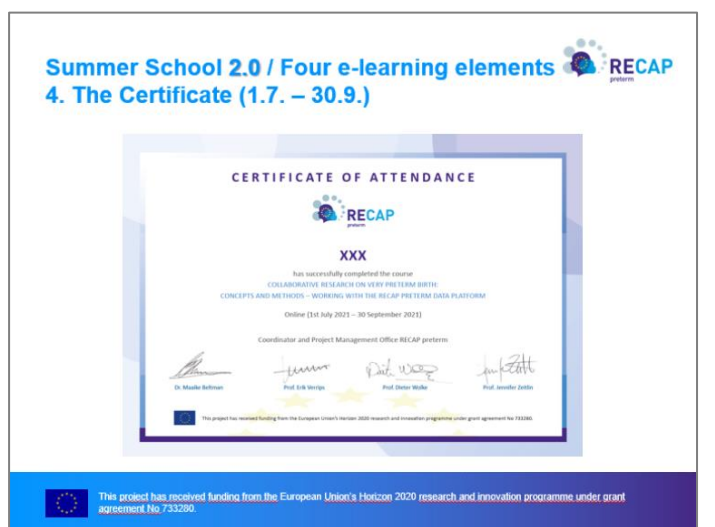 Summer School 2.0 / Four e-learning elements
4. The Certificate (1.7. – 30.9.)
RECAP
preterm
CERTIFICATE OF ATTENDANCE
RECAP
preterm
XXX
has successfully completed the course
COLLABORATIVE RESEARCH ON VERY PRETERM BIRTH:
CONCEPTS AND METHODS – WORKING WITH THE RECAP PRETERM DATA PLATFORM
Online (1st July 2021 – 30 September 2021)
Coordinator and Project Management Office RECAP preterm:
Dr. Maaike Beltman Prof. Erik Verrips Prof. Dieter Wolke Prof. Jennifer Zeitlin
This project has received funding from the European Union's Horizon 2020 research and innovation programme under grant agreement No 733280.
This project has received funding from the European Union's Horizon 2020 research and innovation programme under grant
agreement No 733280.